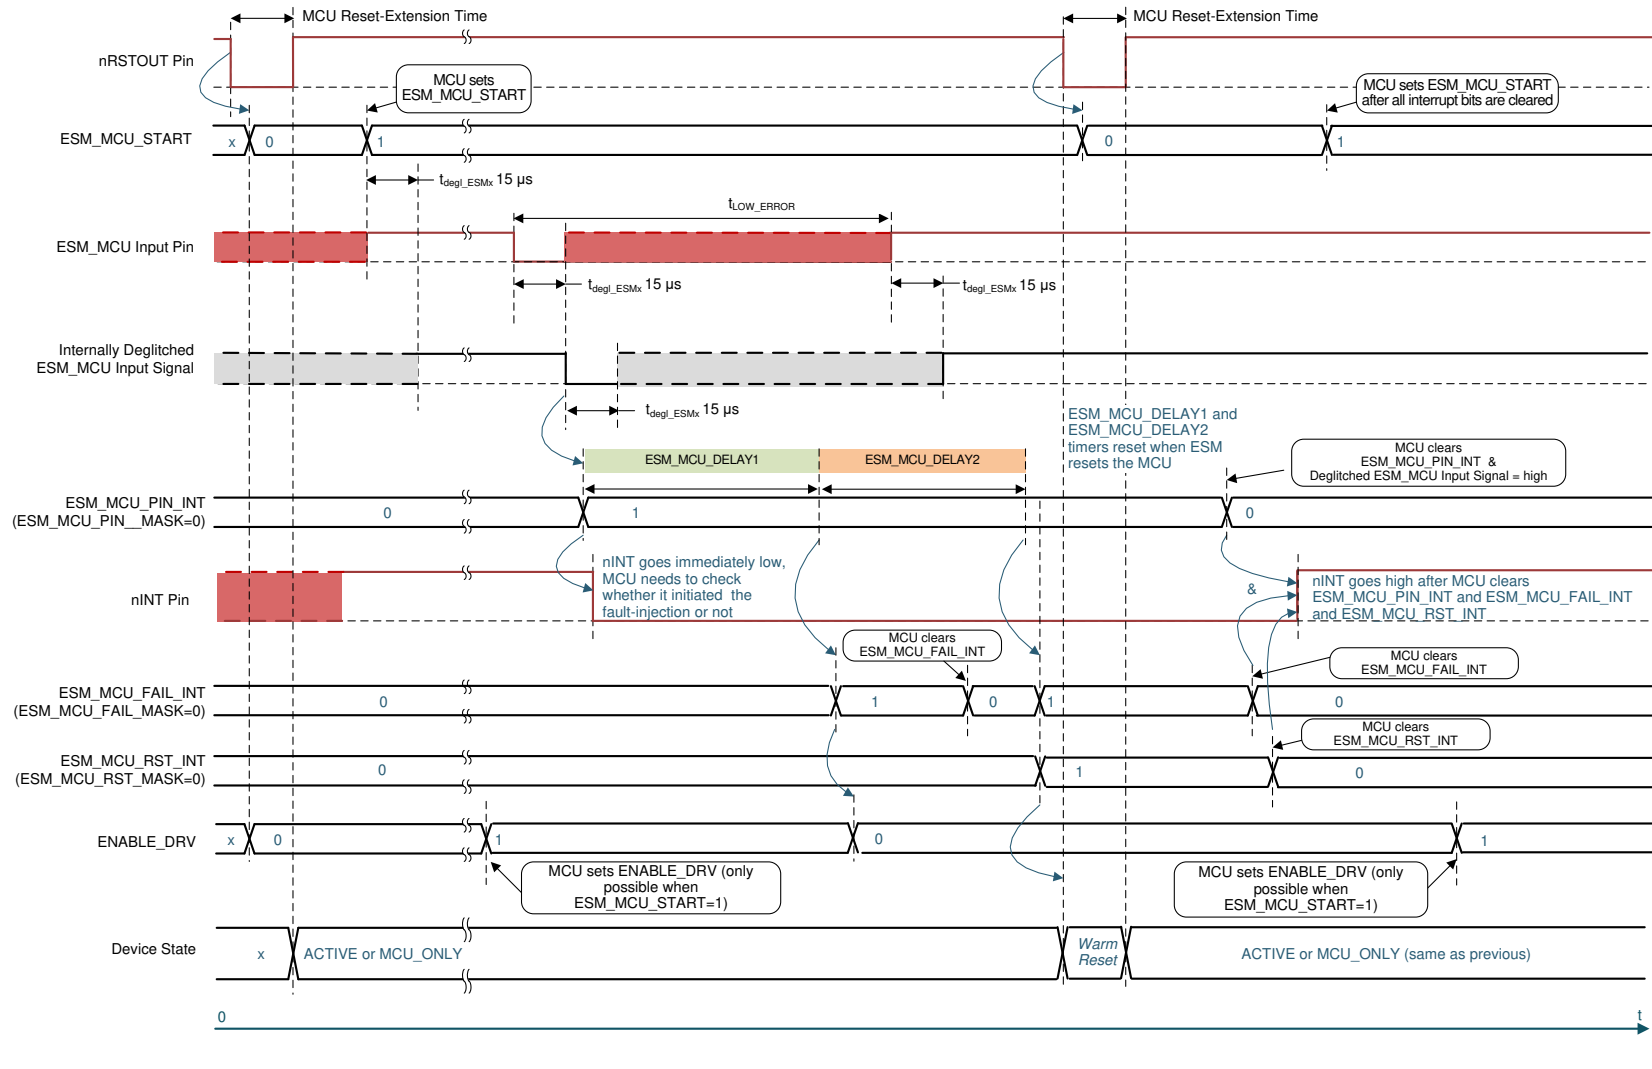 MCU Reset-Extension Time
MCU Reset-Extension Time
nRSTOUT Pin
MCU sets
ESM_MCU_START
MCU sets ESM_MCU_START
after all interrupt bits are cleared
ESM_MCU_START
x
0
1
0
1
tdegl_ESMx 15 µs
tLOW_ERROR
ESM_MCU Input Pin
tdegl_ESMx 15 µs
tdegl_ESMx 15 µs
Internally Deglitched
ESM_MCU Input Signal
tdegl_ESMx 15 µs
ESM_MCU_DELAY1 and
ESM_MCU_DELAY2
timers reset when ESM
resets the MCU
ESM_MCU_DELAY1
ESM_MCU_DELAY2
MCU clears
ESM_MCU_PIN_INT &
Deglitched ESM_MCU Input Signal = high
ESM_MCU_PIN_INT
(ESM_MCU_PIN__MASK=0)
0
1
0
nINT Pin
nINT goes immediately low,
MCU needs to check
whether it initiated the
fault-injection or not
&
nINT goes high after MCU clears
ESM_MCU_PIN_INT and ESM_MCU_FAIL_INT
and ESM_MCU_RST_INT
MCU clears
ESM_MCU_FAIL_INT
MCU clears
ESM_MCU_FAIL_INT
ESM_MCU_FAIL_INT
(ESM_MCU_FAIL_MASK=0)
0
1
0
1
0
MCU clears
ESM_MCU_RST_INT
ESM_MCU_RST_INT
(ESM_MCU_RST_MASK=0)
0
1
0
ENABLE_DRV
x
0
1
0
1
MCU sets ENABLE_DRV (only
possible when
ESM_MCU_START=1)
MCU sets ENABLE_DRV (only
possible when
ESM_MCU_START=1)
Device State
x
ACTIVE or MCU_ONLY
Warm
Reset
ACTIVE or MCU_ONLY (same as previous)
0
t